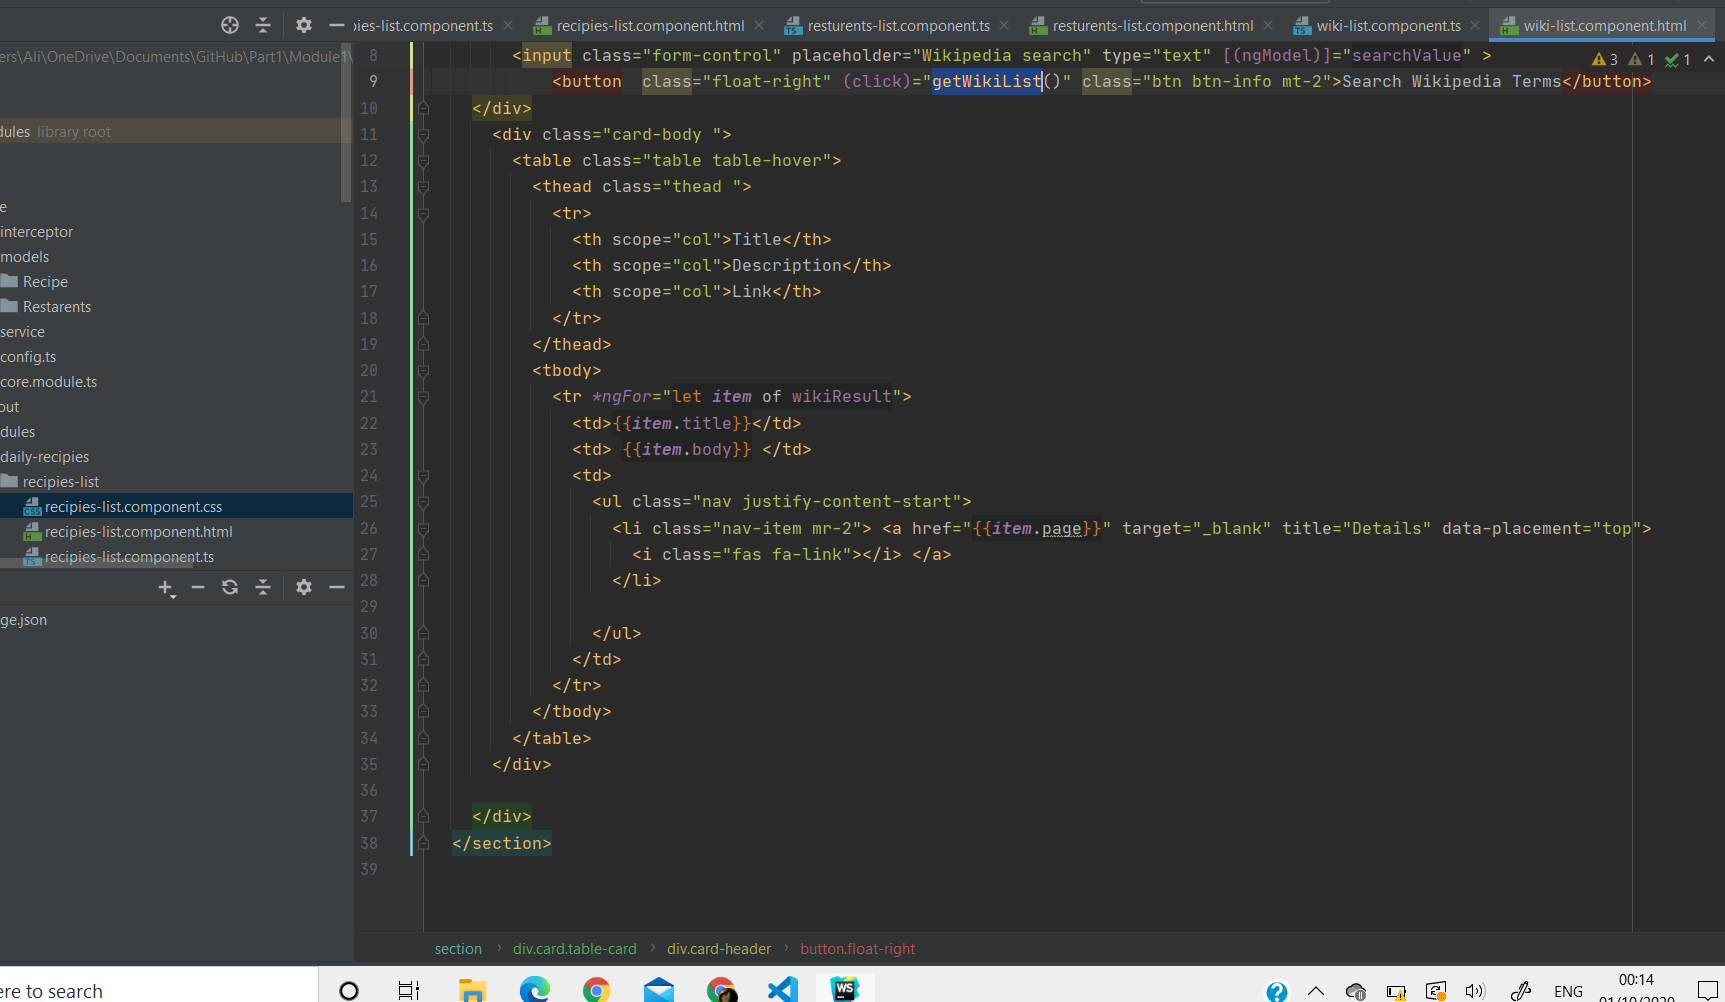 pies-list.component.ts
recipies-list.component.html
resturents-list.component.ts
resturents-list.component.html
wiki-list.component.ts
wiki-list.component.html
ers\Ali\OneDrive\Documents\GitHub\Part1\Module1\
dules library root
e
interceptor
models
Recipe
Restarents
service
config.ts
core.module.ts
out
dules
daily-recipies
recipies-list
recipies-list.component.css
recipies-list.component.html
recipies-list.component.ts
ge.json
3 1 1
8 <input class="form-control" placeholder="Wikipedia search" type="text" [(ngModel)]="searchValue" >
9 <button  class="float-right" (click)="getWikiList()" class="btn btn-info mt-2">Search Wikipedia Terms</button>
10 </div>
11 <div class="card-body ">
12 <table class="table table-hover">
13 <thead class="thead ">
14 <tr>
15 <th scope="col">Title</th>
16 <th scope="col">Description</th>
17 <th scope="col">Link</th>
18 </tr>
19 </thead>
20 <tbody>
21 <tr *ngFor="let item of wikiResult">
22 <td>{{item.title}}</td>
23 <td> {{item.body}} </td>
24 <td>
25 <ul class="nav justify-content-start">
26 <li class="nav-item mr-2"> <a href="{{item.page}}" target="_blank" title="Details" data-placement="top">
27 <i class="fas fa-link"></i> </a>
28 </li>
29
30 </ul>
31 </td>
32 </tr>
33 </tbody>
34 </table>
35 </div>
36
37 </div>
38 </section>
39
section › div.card.table-card › div.card-header › button.float-right
ere to search
WS
ENG
00:14
01/10/2020